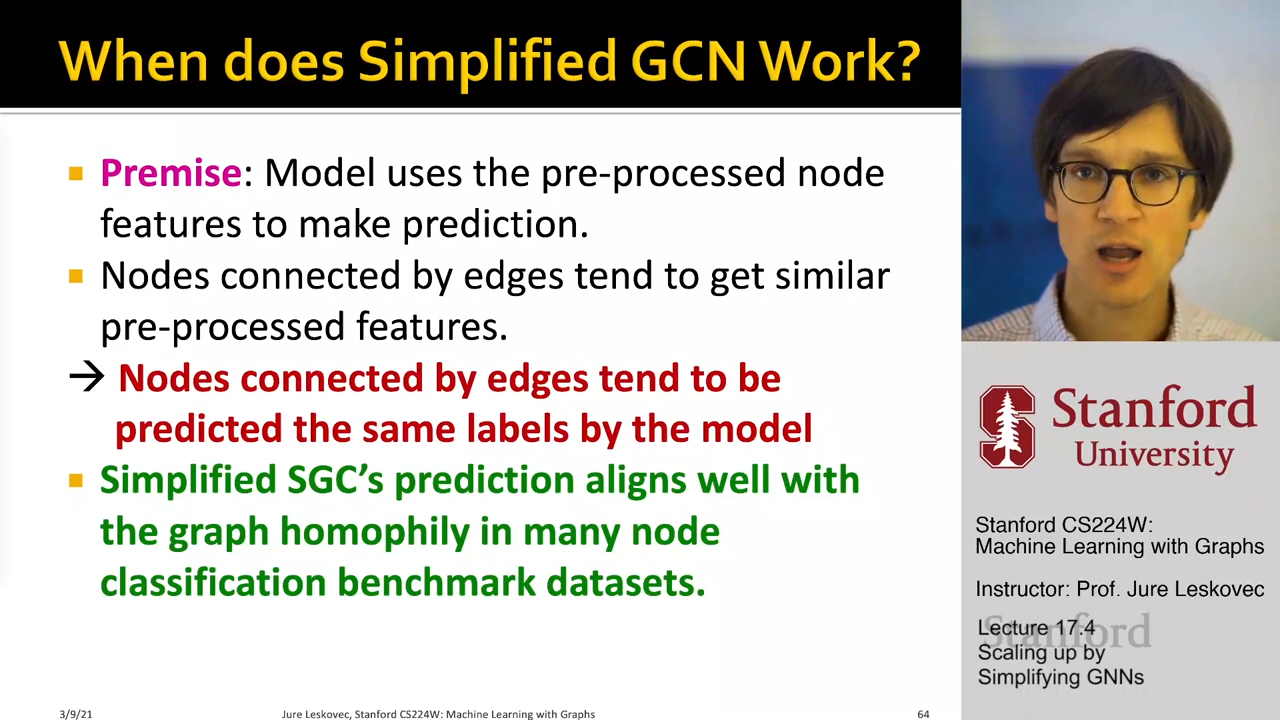 When does Simplified GCN Work?
Premise: Model uses the pre-processed node
features to make prediction.
Nodes connected by edges tend to get similar
pre-processed features.
→ Nodes connected by edges tend to be
predicted the same labels by the model
Simplified SGC's prediction aligns well with
the graph homophily in many node
classification benchmark datasets.
3/9/21
Jure Leskovec, Stanford CS224W: Machine Learning with Graphs
64
Stanford
University
Stanford CS224W:
Machine Learning with Graphs
Instructor: Prof. Jure Leskovec
Stanford
Lecture 17.4
Scaling up by
Simplifying GNNs